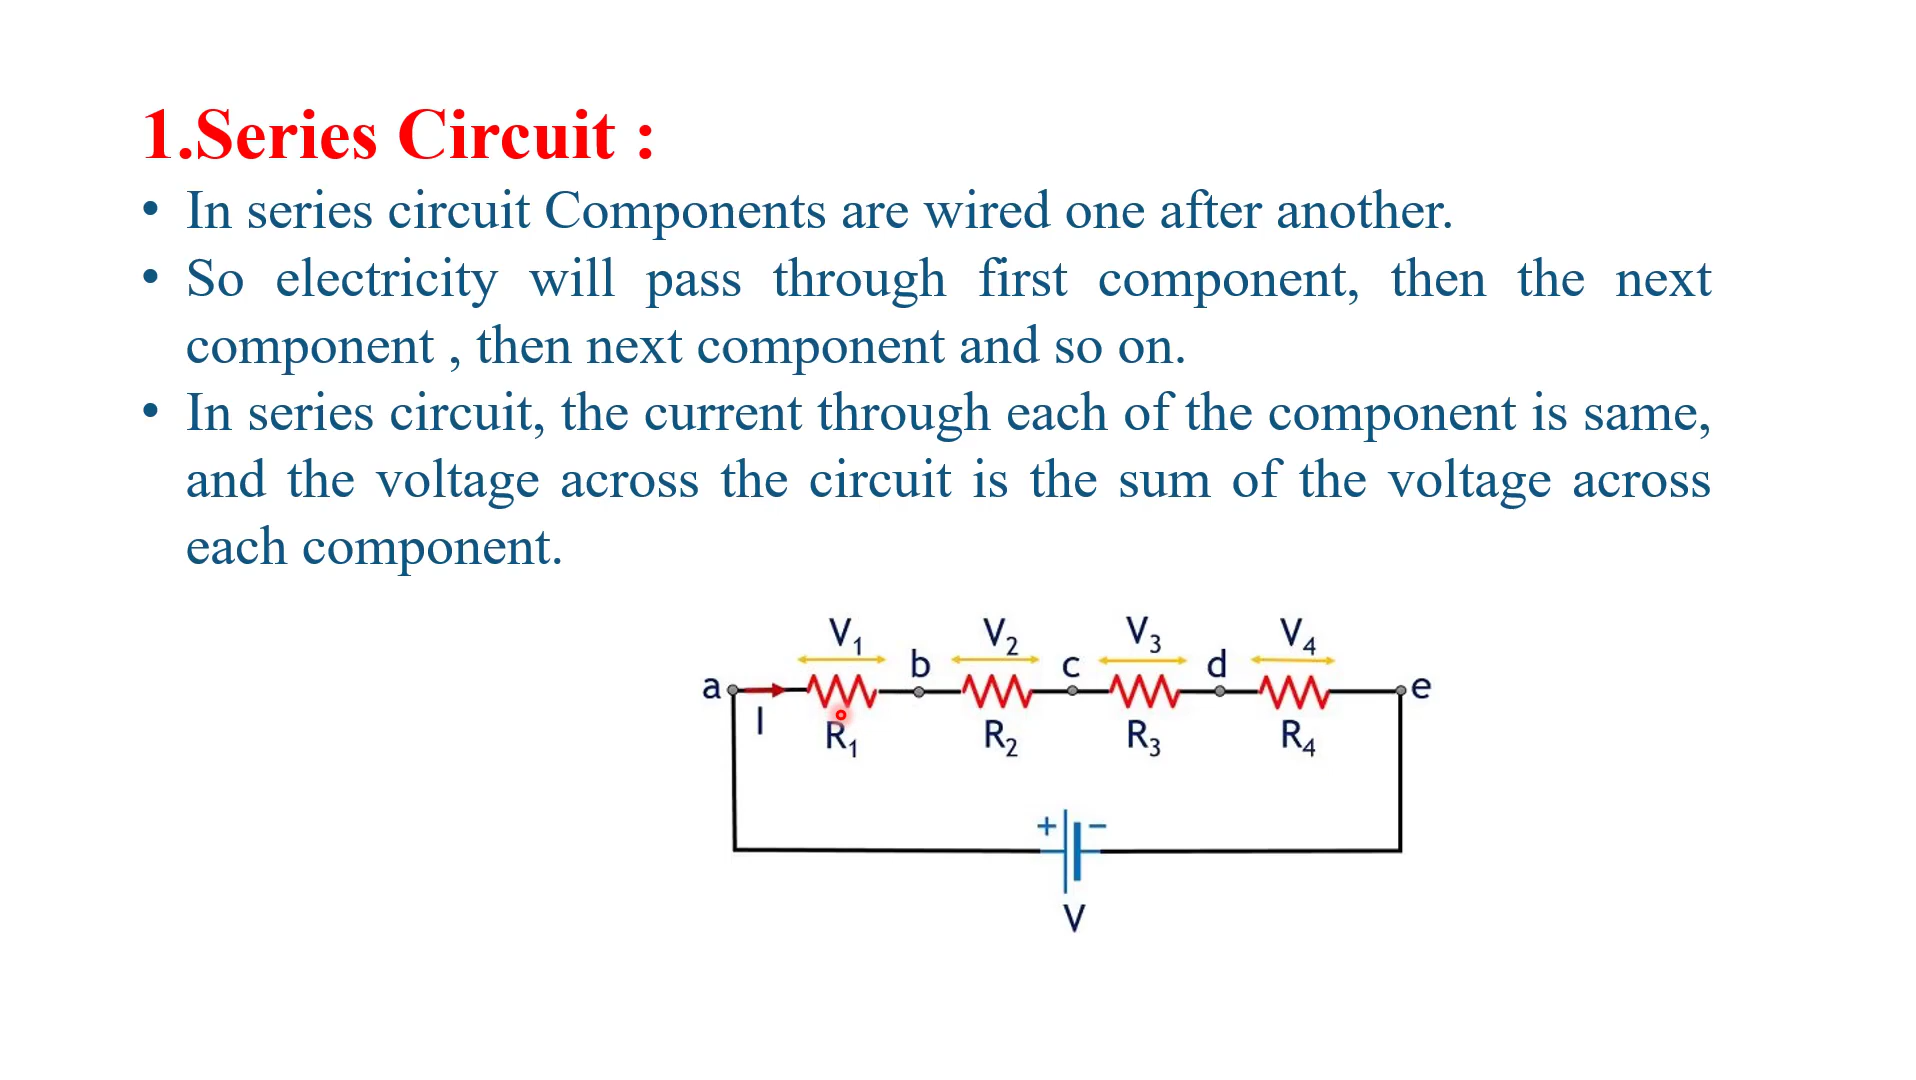 1.Series Circuit :
• In series circuit Components are wired one after another.
• So electricity will pass through first component, then the next
component , then next component and so on.
• In series circuit, the current through each of the component is same,
and the voltage across the circuit is the sum of the voltage across
each component.
V₁ V₂ V₃ V₄
a b c d e
I R₁ R₂ R₃ R₄
+ −
V